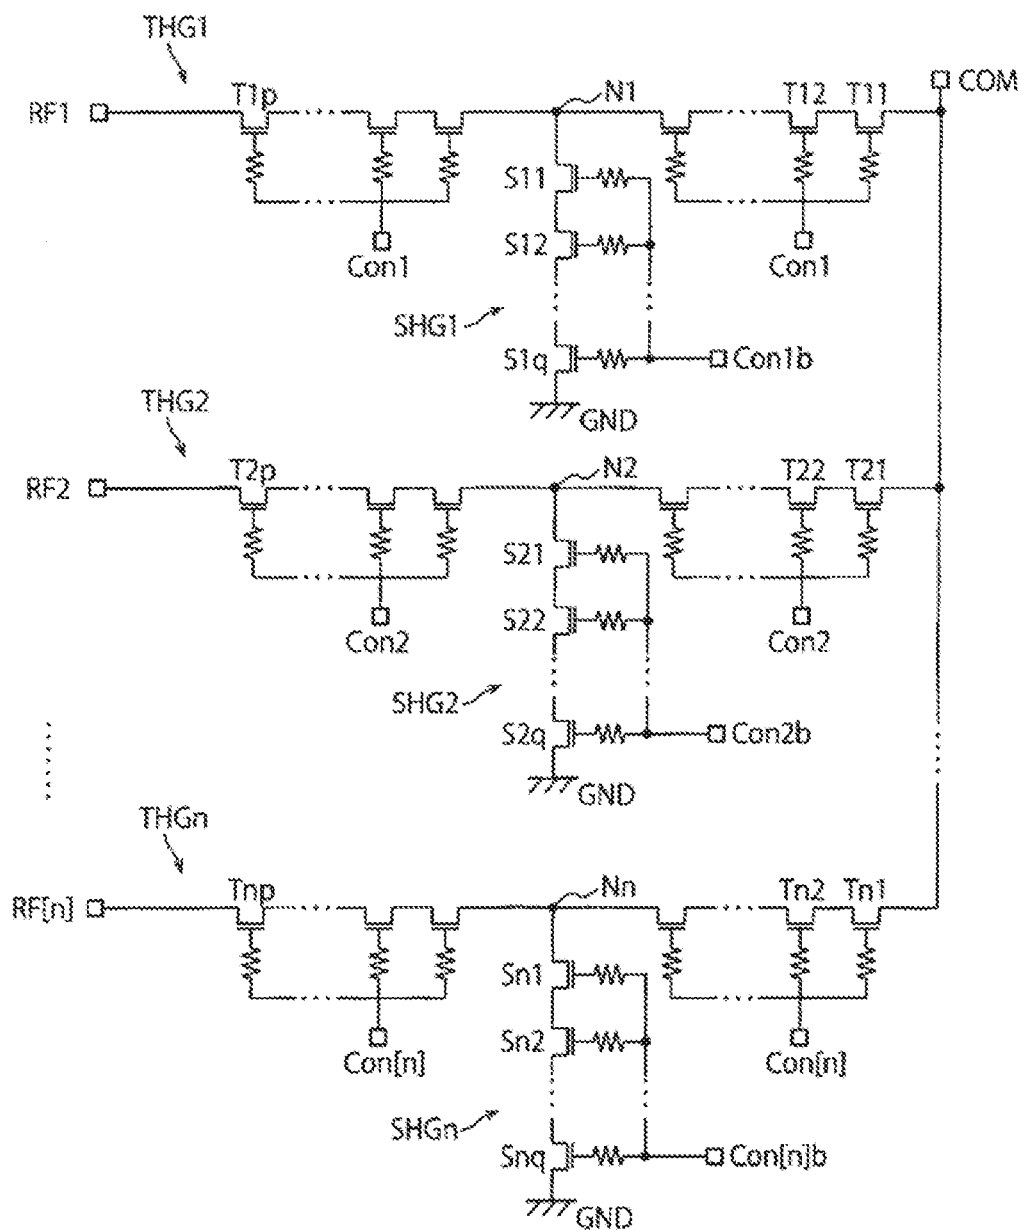 THG1
COM
RF1
T1p
N1
T12
T11
S11
S12
Con1
Con1
SHG1
S1q
Con1b
GND
THG2
RF2
T2p
N2
T22
T21
S21
S22
Con2
Con2
SHG2
S2q
Con2b
GND
THGn
RF[n]
Tnp
Nn
Tn2
Tn1
Sn1
Sn2
Con[n]
Con[n]
SHGn
Snq
Con[n]b
GND